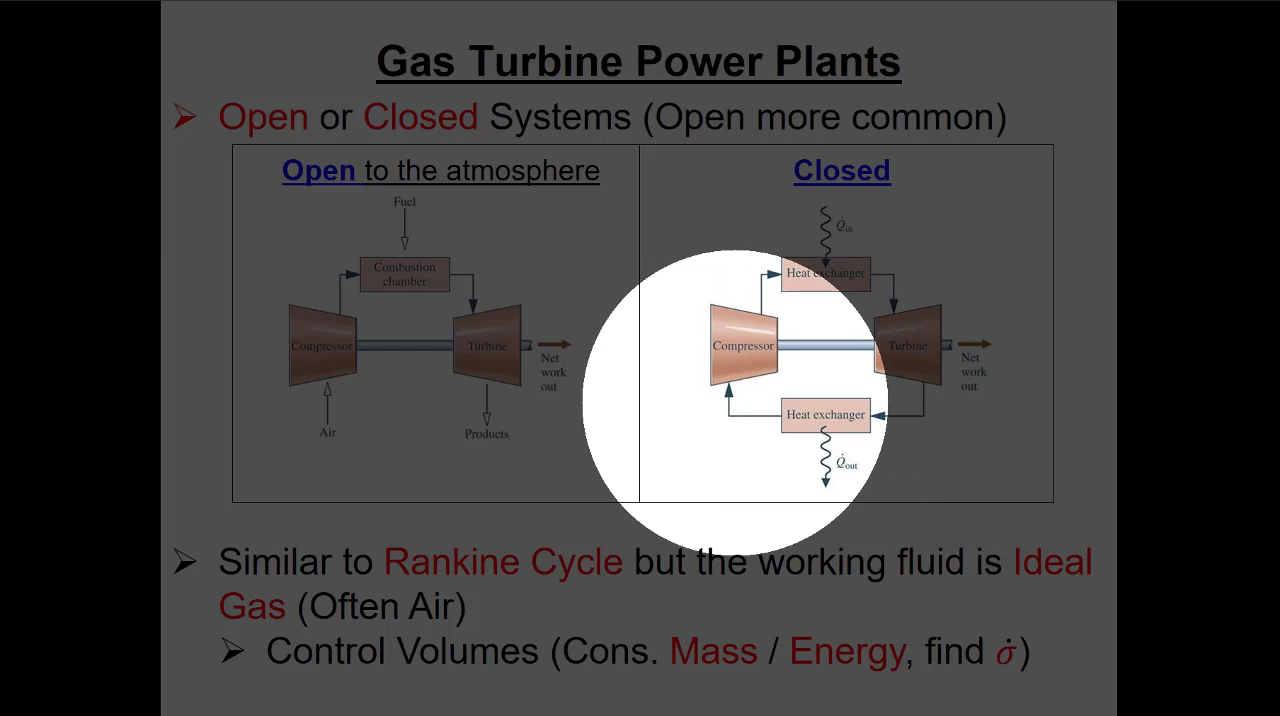 Gas Turbine Power Plants
➢ Open or Closed Systems (Open more common)
Open to the atmosphere
Fuel
Combustion
chamber
Compressor
Turbine
Net
work
out
Air
Products
Closed
Q̇in
Heat exchanger
Compressor
Turbine
Net
work
out
Heat exchanger
Q̇out
➢ Similar to Rankine Cycle but the working fluid is Ideal
Gas (Often Air)
➢ Control Volumes (Cons. Mass / Energy, find σ̇)